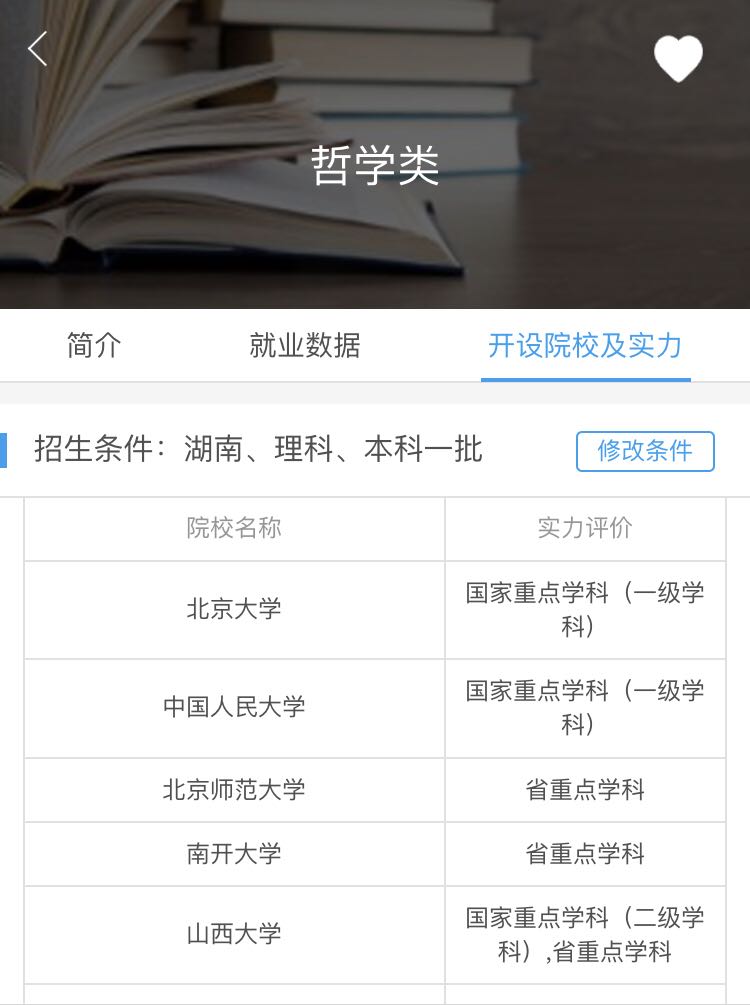 哲学类
简介 就业数据 开设院校及实力
招生条件：湖南、理科、本科一批 修改条件
院校名称 实力评价
北京大学 国家重点学科（一级学
科）
中国人民大学 国家重点学科（一级学
科）
北京师范大学 省重点学科
南开大学 省重点学科
山西大学 国家重点学科（二级学
科）,省重点学科